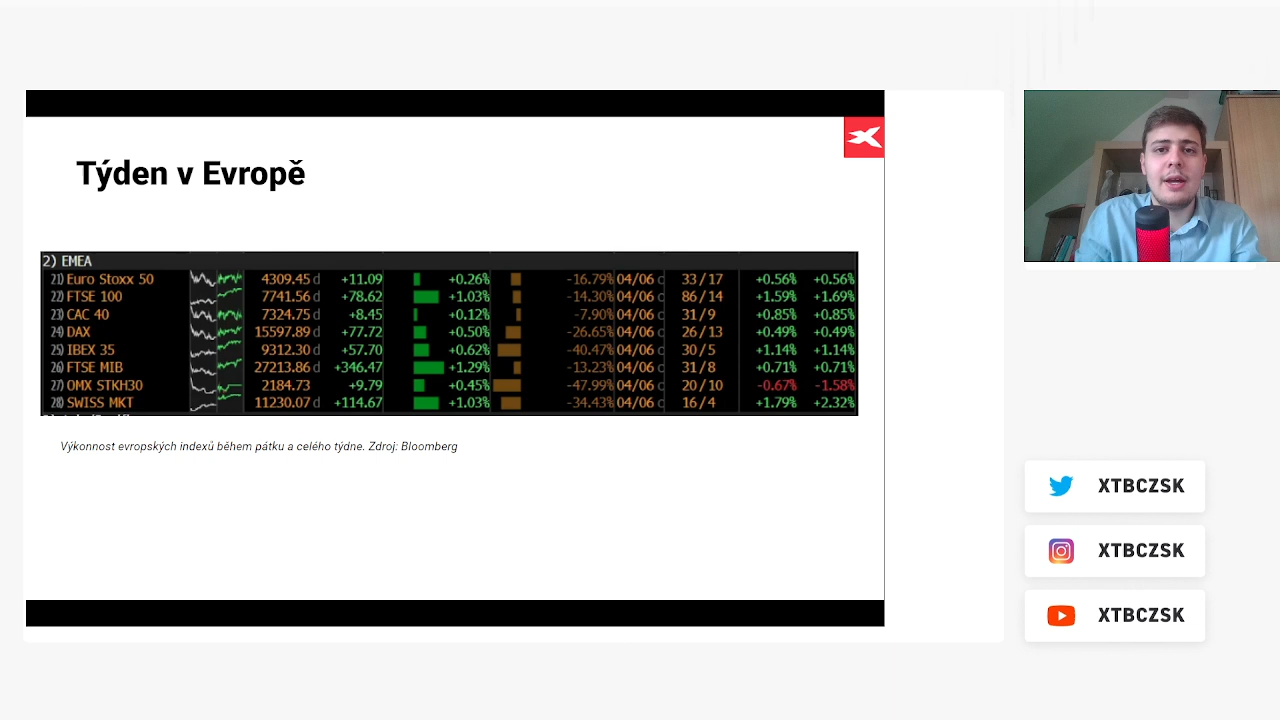 Týden v Evropě
2) EMEA
21) Euro Stoxx 50 4309.45 d +11.09 +0.26% -16.79% 04/06 c 33 / 17 +0.56% +0.56%
22) FTSE 100 7741.56 d +78.62 +1.03% -14.30% 04/06 c 86 / 14 +1.59% +1.69%
23) CAC 40 7324.75 d +8.45 +0.12% -7.90% 04/06 c 31 / 9 +0.85% +0.85%
24) DAX 15597.89 d +77.72 +0.50% -26.65% 04/06 c 26 / 13 +0.49% +0.49%
25) IBEX 35 9312.30 d +57.70 +0.62% -40.47% 04/06 c 30 / 5 +1.14% +1.14%
26) FTSE MIB 27213.86 d +346.47 +1.29% -13.23% 04/06 c 31 / 8 +0.71% +0.71%
27) OMX STKH30 2184.73 +9.79 +0.45% -47.99% 04/06 c 20 / 10 -0.67% -1.58%
28) SWISS MKT 11230.07 d +114.67 +1.03% -34.43% 04/06 c 16 / 4 +1.79% +2.32%
Výkonnost evropských indexů během pátku a celého týdne. Zdroj: Bloomberg
XTBCZSK
XTBCZSK
XTBCZSK